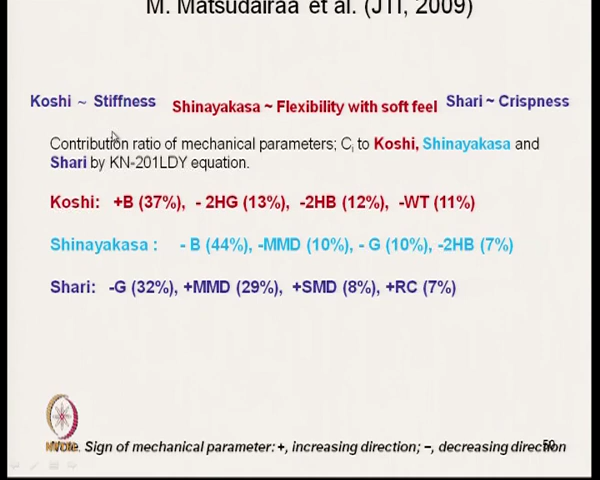 M. Matsudairaa et al. (JTI, 2009)
Koshi ~ Stiffness Shinayakasa ~ Flexibility with soft feel Shari ~ Crispness
Contribution ratio of mechanical parameters; Ci to Koshi, Shinayakasa and
Shari by KN-201LDY equation.
Koshi: +B (37%), - 2HG (13%), -2HB (12%), -WT (11%)
Shinayakasa : - B (44%), -MMD (10%), - G (10%), -2HB (7%)
Shari: -G (32%), +MMD (29%), +SMD (8%), +RC (7%)
Sign of mechanical parameter: +, increasing direction; −, decreasing direction